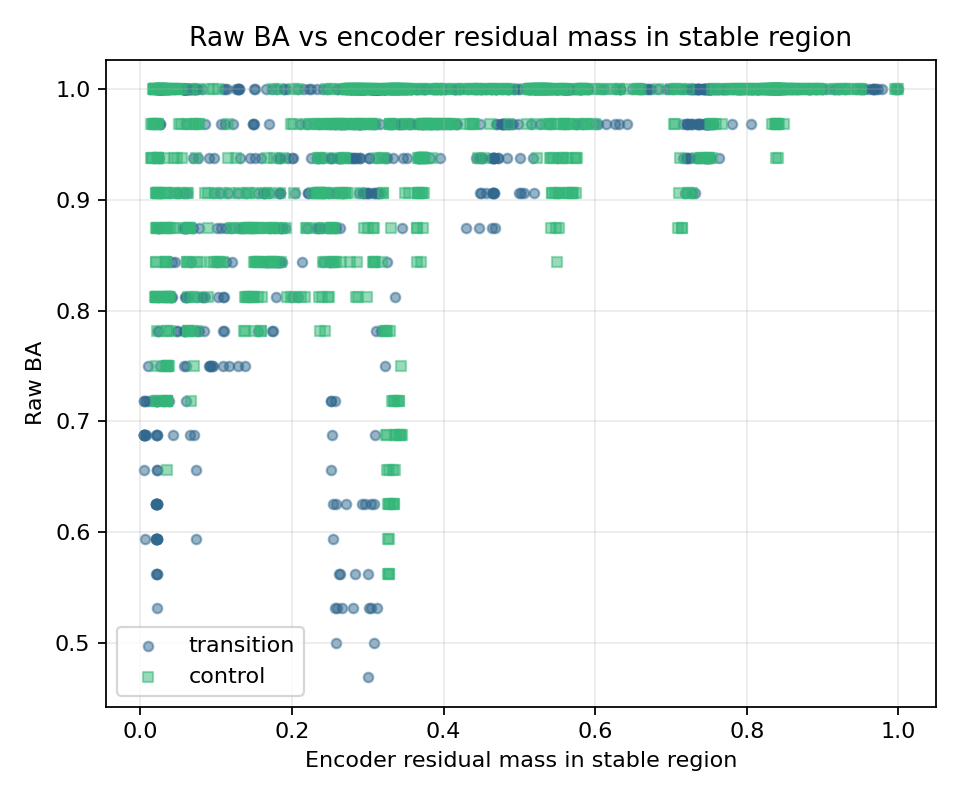 Raw BA vs encoder residual mass in stable region
Raw BA
1.0
0.9
0.8
0.7
0.6
0.5
transition
control
0.0 0.2 0.4 0.6 0.8 1.0
Encoder residual mass in stable region